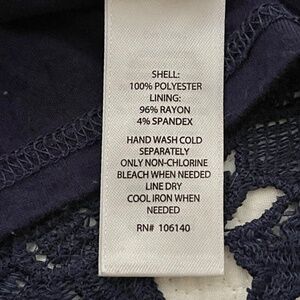 SHELL:
100% POLYESTER
LINING:
96% RAYON
4% SPANDEX
HAND WASH COLD
SEPARATELY
ONLY NON-CHLORINE
BLEACH WHEN NEEDED
LINE DRY
COOL IRON WHEN
NEEDED
RN# 106140